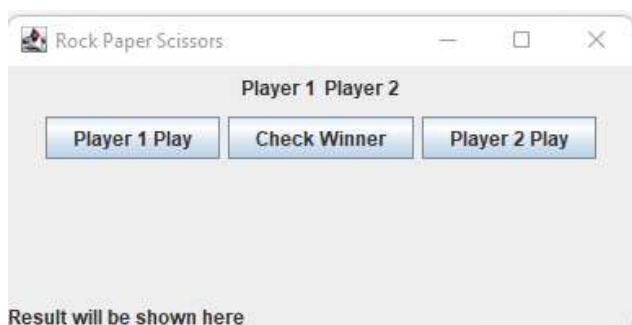 Rock Paper Scissors
Player 1 Player 2
Player 1 Play Check Winner Player 2 Play
Result will be shown here